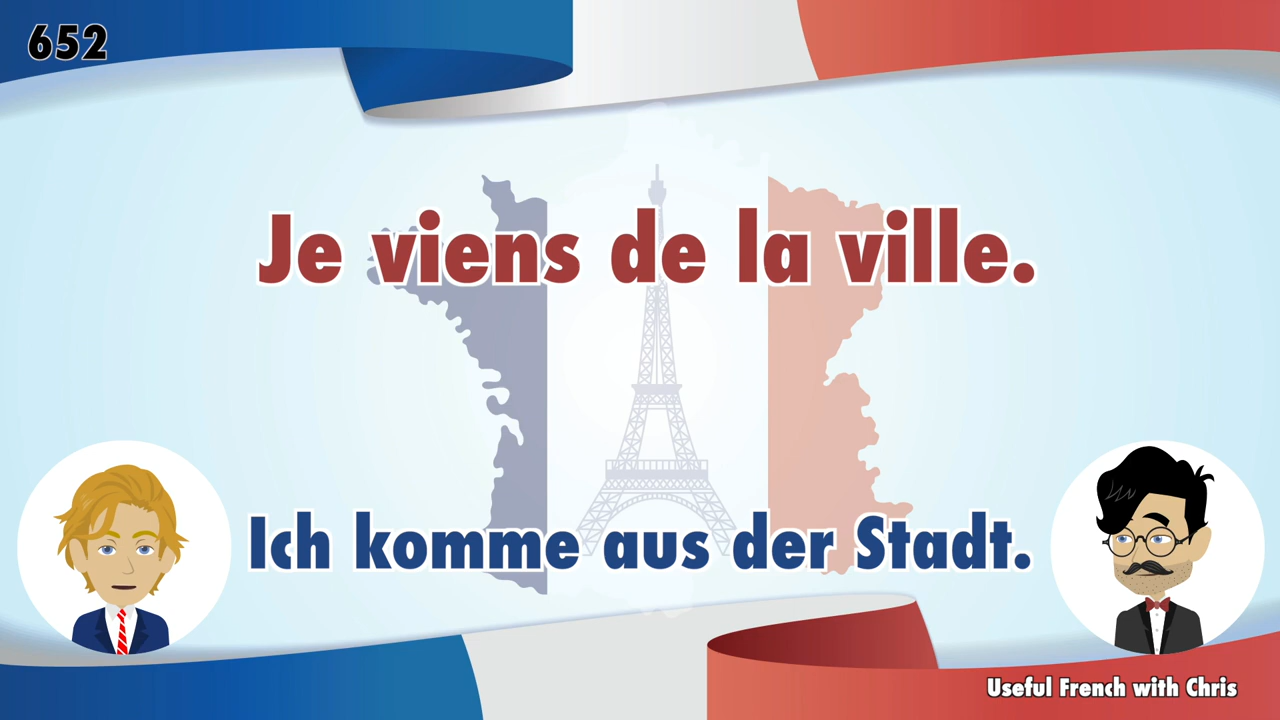 652
Je viens de la ville.
Ich komme aus der Stadt.
Useful French with Chris